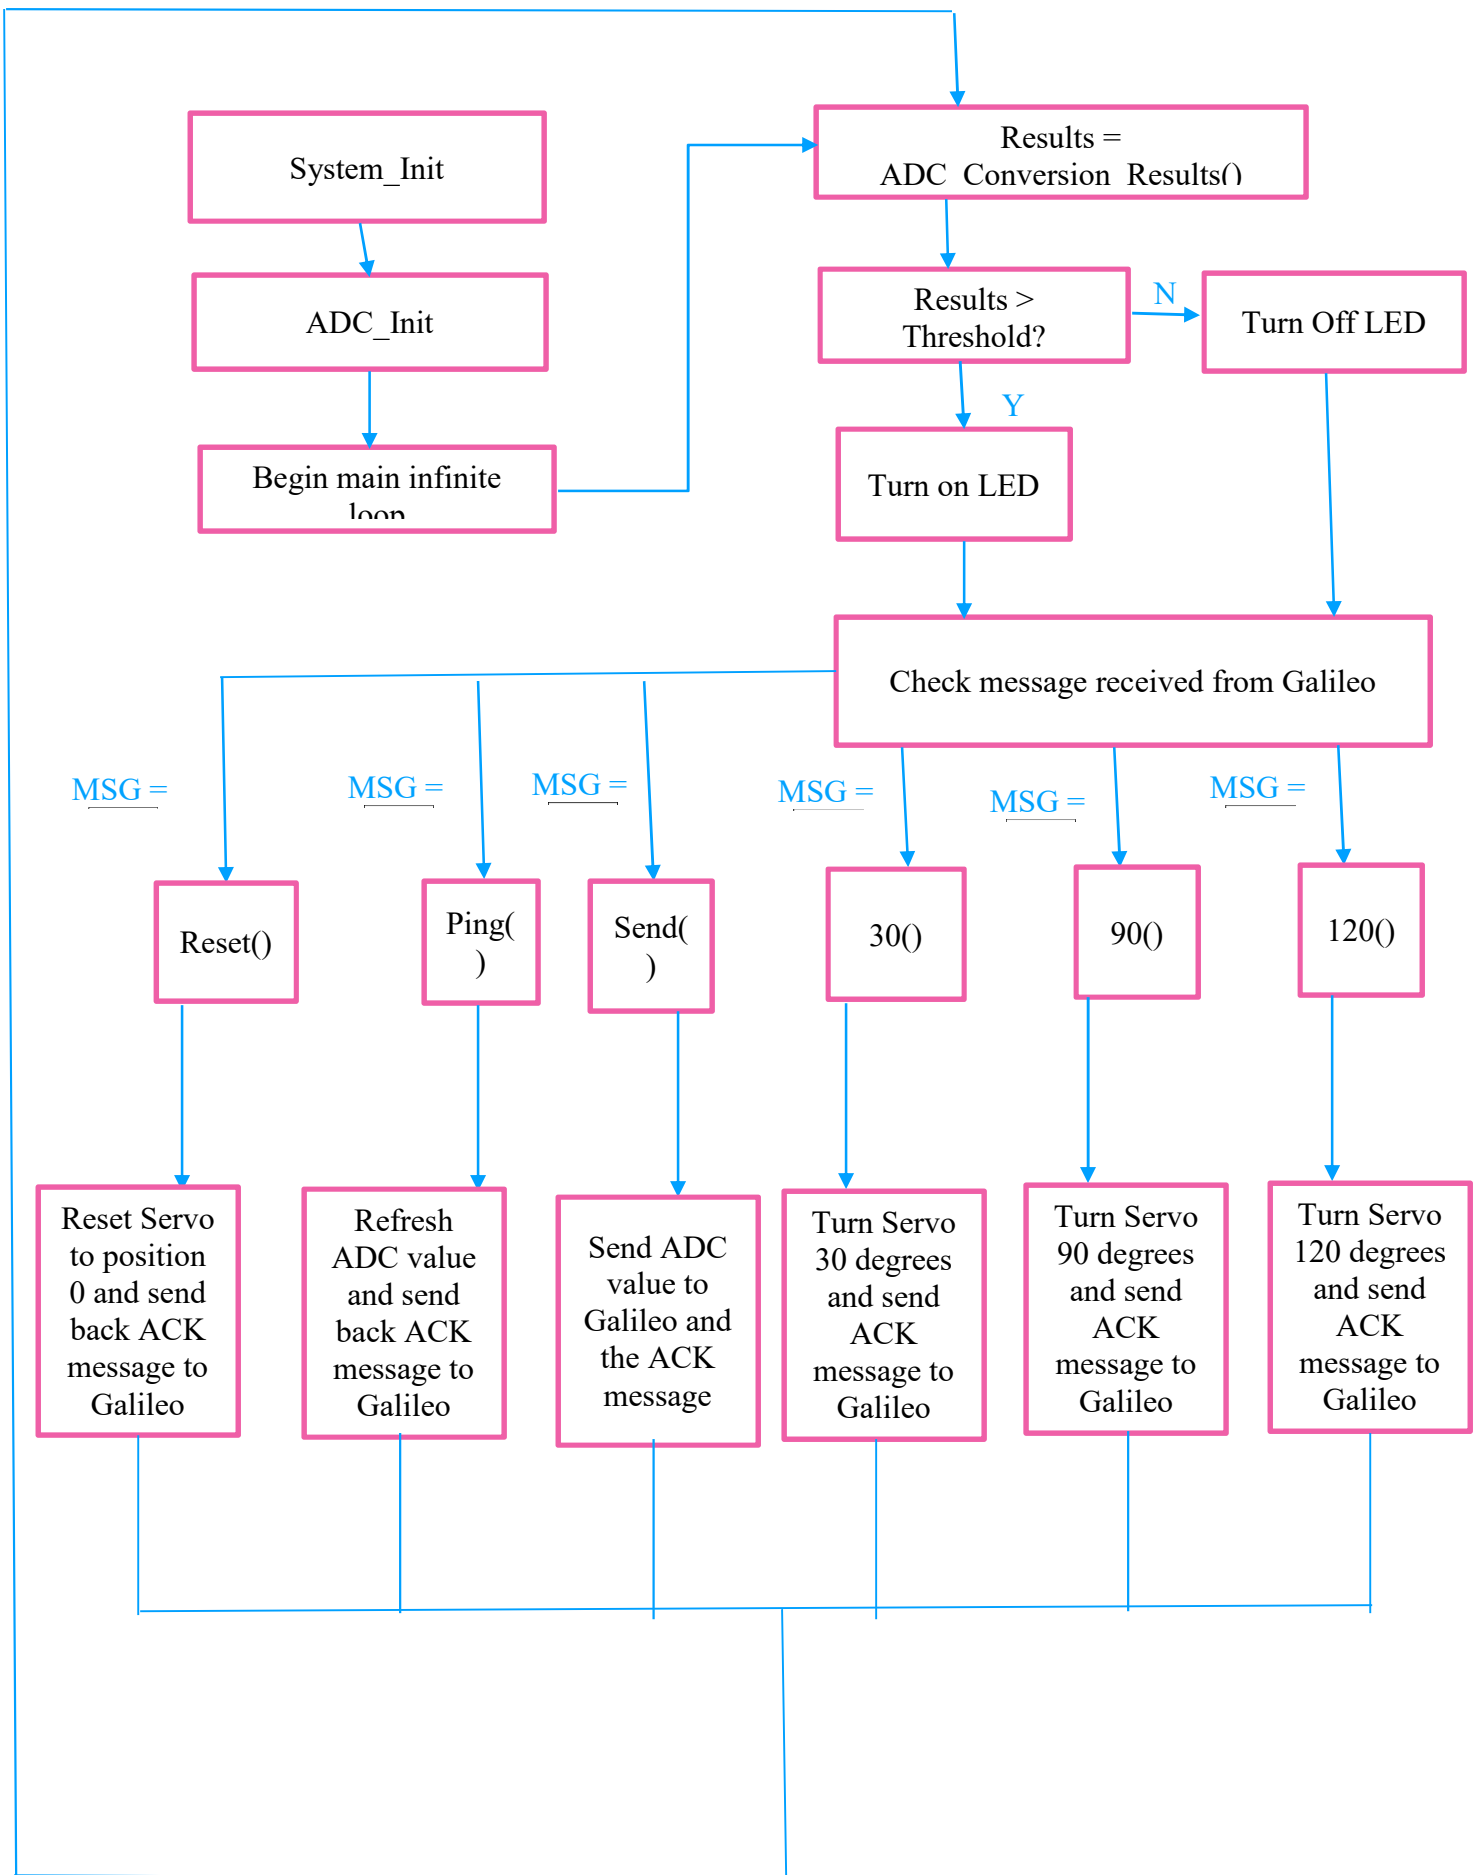 System_Init
ADC_Init
Begin main infinite
loop
Results =
ADC_Conversion_Results()
Results >
Threshold?
N
Turn Off LED
Y
Turn on LED
Check message received from Galileo
MSG =
MSG =
MSG =
MSG =
MSG =
MSG =
Reset()
Ping(
)
Send(
)
30()
90()
120()
Reset Servo
to position
0 and send
back ACK
message to
Galileo
Refresh
ADC value
and send
back ACK
message to
Galileo
Send ADC
value to
Galileo and
the ACK
message
Turn Servo
30 degrees
and send
ACK
message to
Galileo
Turn Servo
90 degrees
and send
ACK
message to
Galileo
Turn Servo
120 degrees
and send
ACK
message to
Galileo